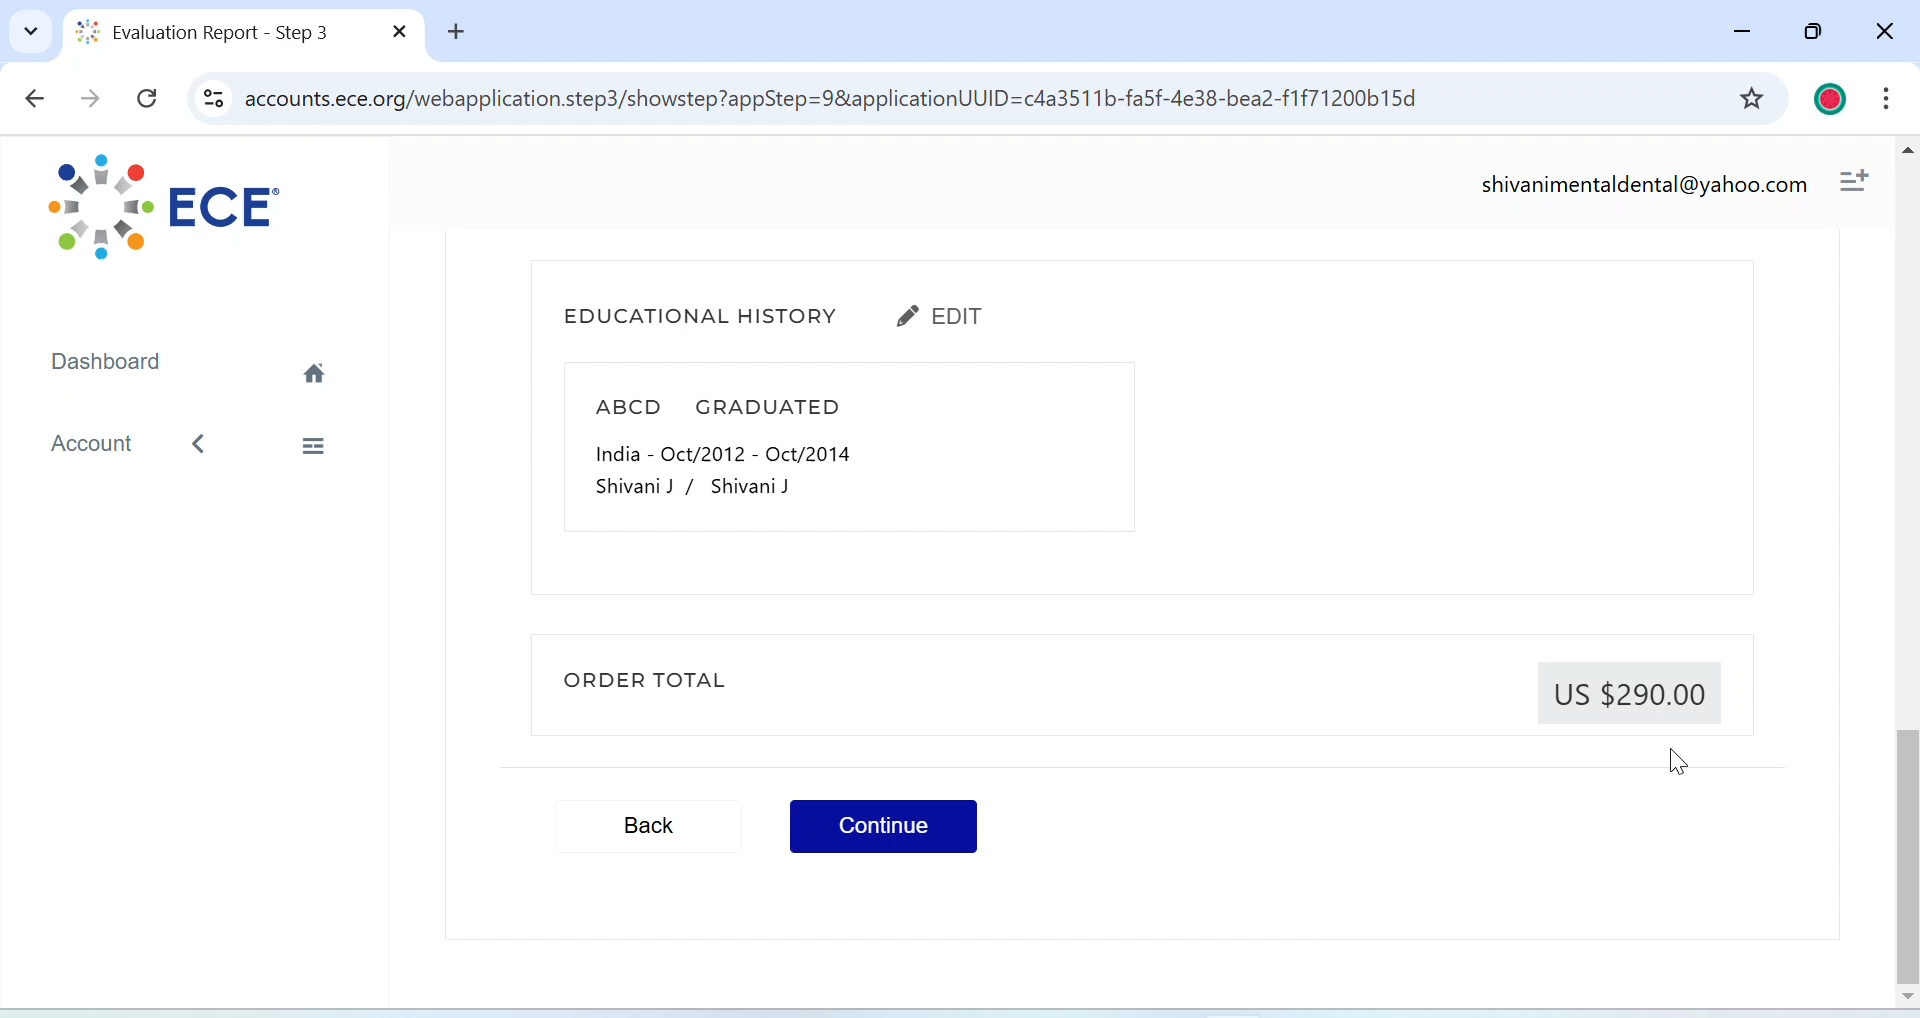 Evaluation Report - Step 3
accounts.ece.org/webapplication.step3/showstep?appStep=9&applicationUUID=c4a3511b-fa5f-4e38-bea2-f1f71200b15d
ECE®
shivanimentaldental@yahoo.com
Dashboard
Account
EDUCATIONAL HISTORY EDIT
ABCD GRADUATED
India - Oct/2012 - Oct/2014
Shivani J / Shivani J
ORDER TOTAL US $290.00
Back Continue